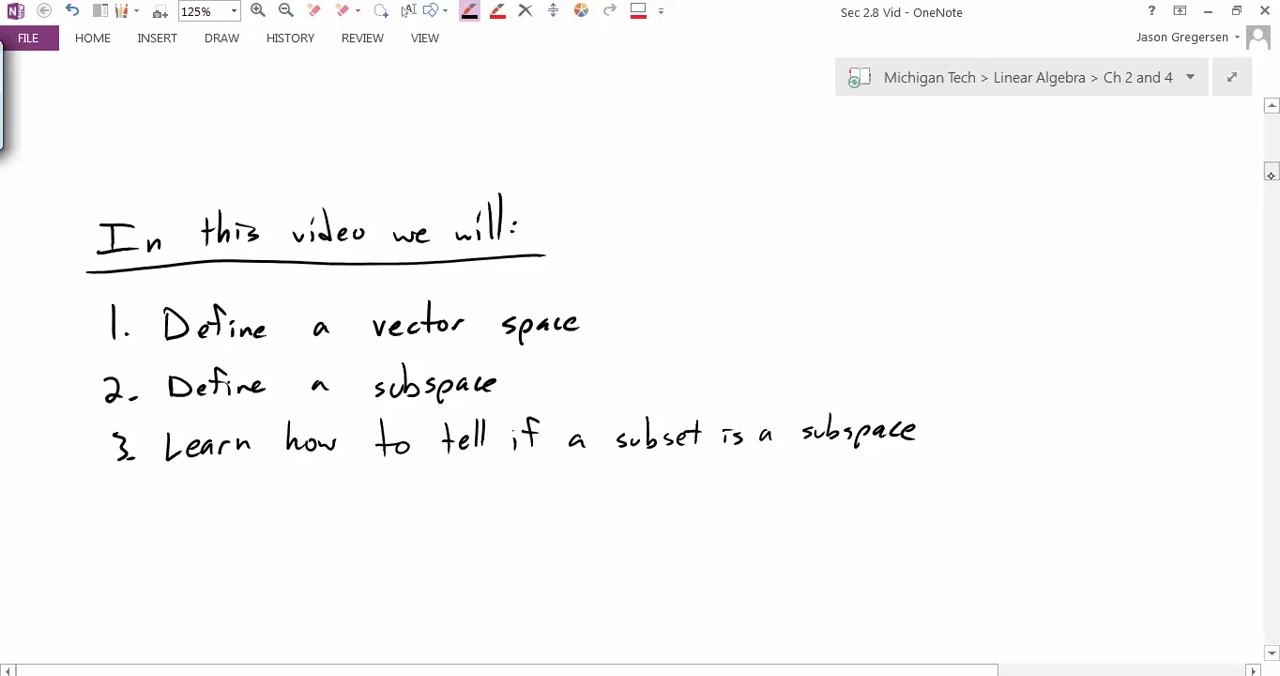 125%
Sec 2.8 Vid - OneNote
FILE HOME INSERT DRAW HISTORY REVIEW VIEW
Jason Gregersen
Michigan Tech > Linear Algebra > Ch 2 and 4
In this video we will:
1. Define a vector space
2. Define a subspace
3. Learn how to tell if a subset is a subspace